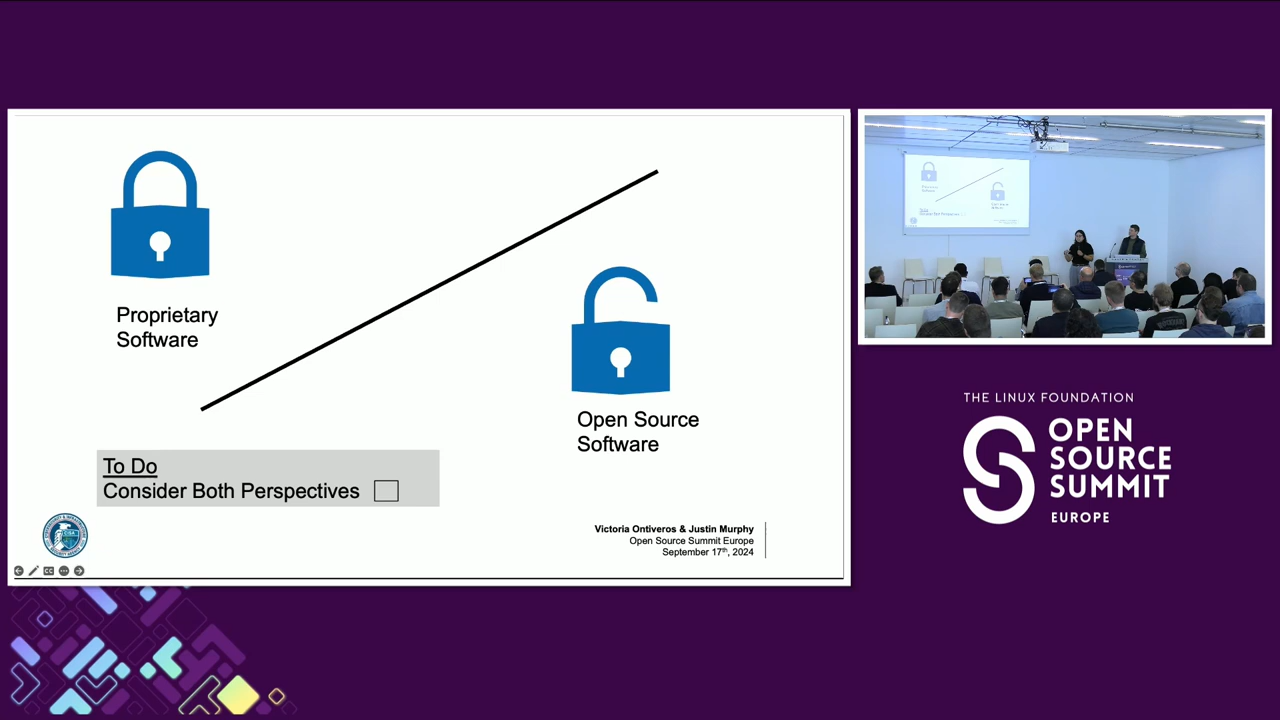 Proprietary
Software
Open Source
Software
To Do
Consider Both Perspectives
Victoria Ontiveros & Justin Murphy
Open Source Summit Europe
September 17th, 2024
THE LINUX FOUNDATION
OPEN
SOURCE
SUMMIT
EUROPE